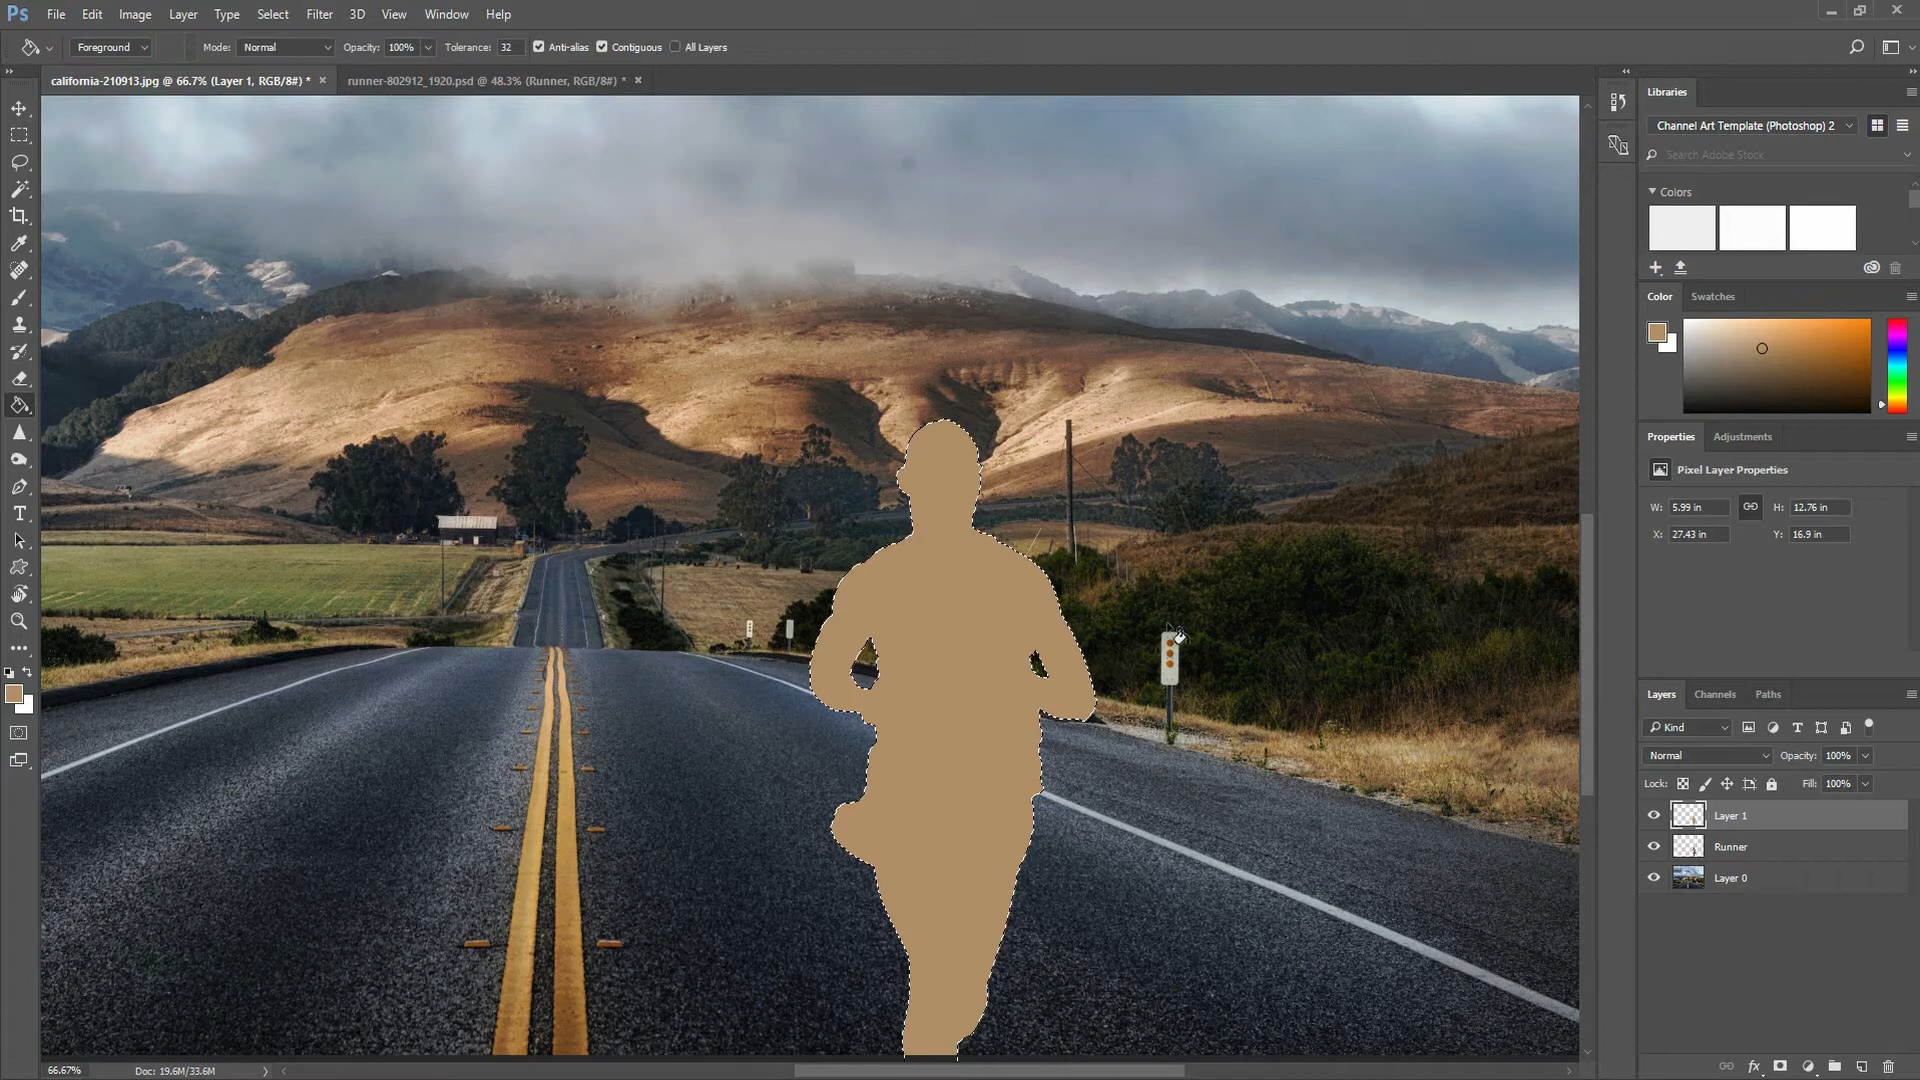 Ps File Edit Image Layer Type Select Filter 3D View Window Help
Foreground Mode: Normal Opacity: 100% Tolerance: 32 Anti-alias Contiguous All Layers
california-210913.jpg @ 66.7% (Layer 1, RGB/8#) * × runner-802912_1920.psd @ 48.3% (Runner, RGB/8#) * ×
Libraries
Channel Art Template (Photoshop) 2
Search Adobe Stock
Colors
Color Swatches
Properties Adjustments
Pixel Layer Properties
W: 5.99 in H: 12.76 in
X: 27.43 in Y: 16.9 in
Layers Channels Paths
Kind
Normal Opacity: 100%
Lock: Fill: 100%
Layer 1
Runner
Layer 0
fx
66.67% Doc: 19.6M/33.6M